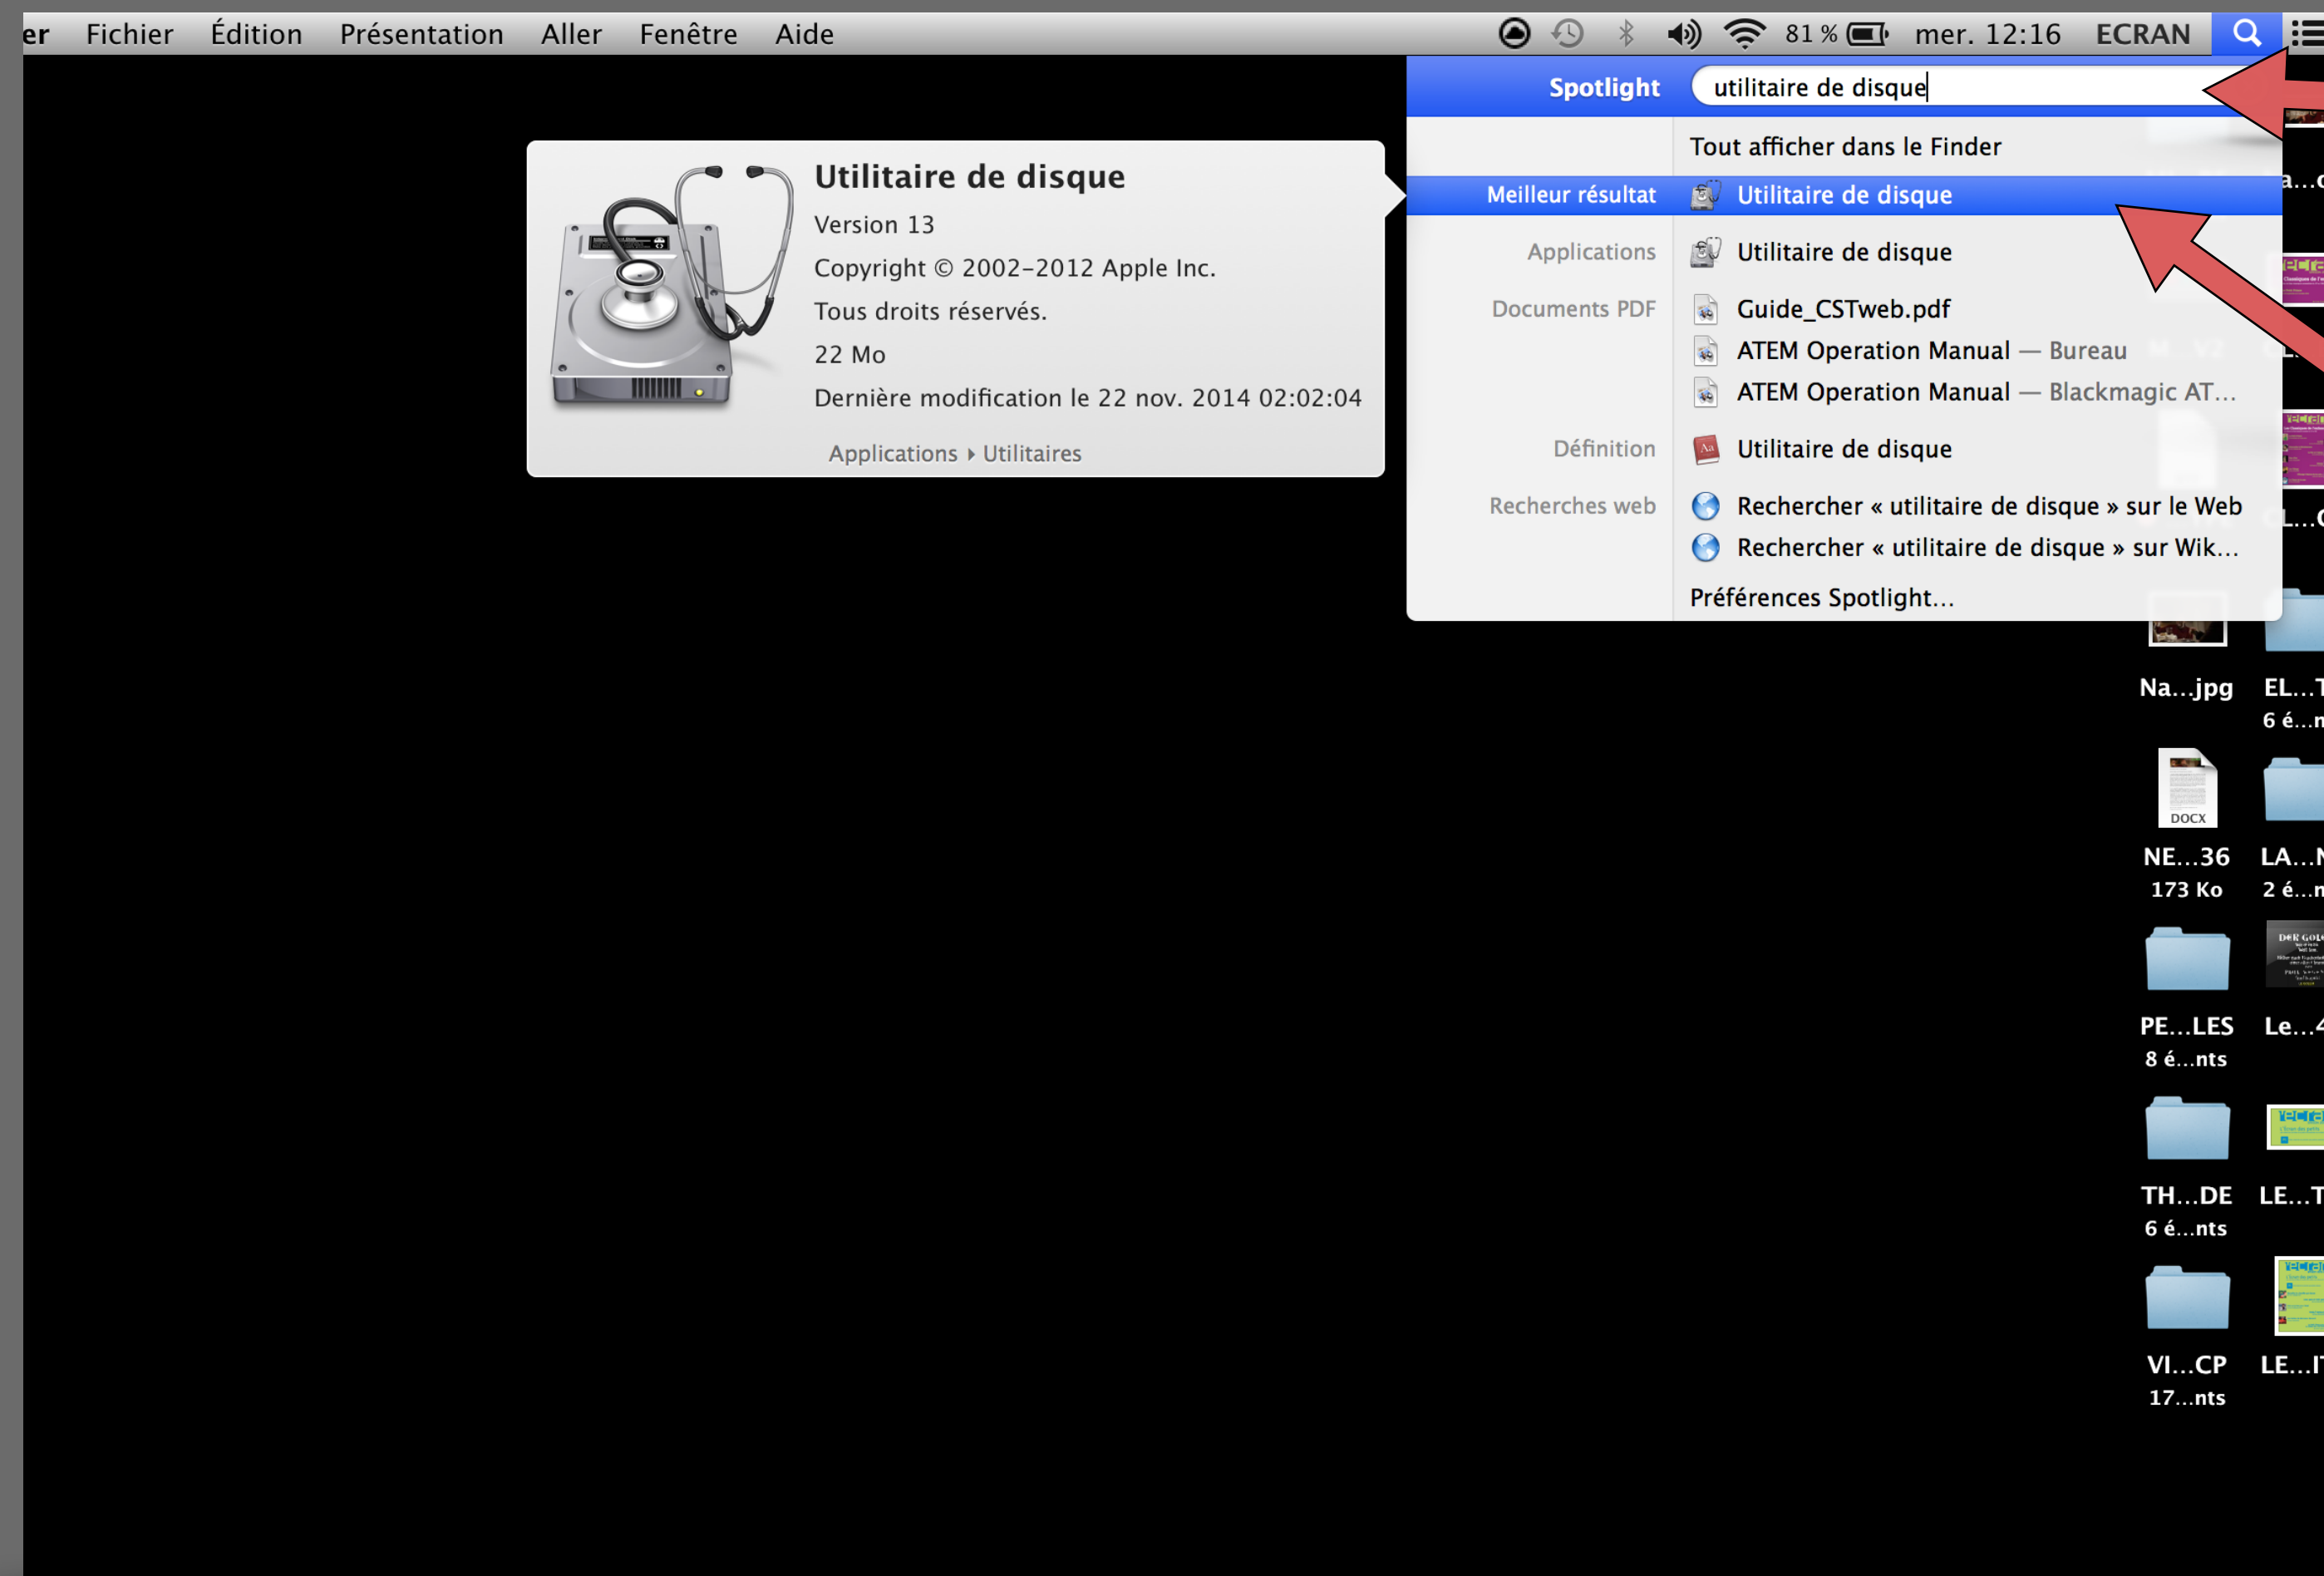 er Fichier Édition Présentation Aller Fenêtre Aide 81 % mer. 12:16 ECRAN
Spotlight utilitaire de disque
Tout afficher dans le Finder
Meilleur résultat Utilitaire de disque
Applications Utilitaire de disque
Documents PDF Guide_CSTweb.pdf
ATEM Operation Manual — Bureau
ATEM Operation Manual — Blackmagic AT...
Définition Utilitaire de disque
Recherches web Rechercher « utilitaire de disque » sur le Web
Rechercher « utilitaire de disque » sur Wik...
Préférences Spotlight...
Utilitaire de disque
Version 13
Copyright © 2002-2012 Apple Inc.
Tous droits réservés.
22 Mo
Dernière modification le 22 nov. 2014 02:02:04
Applications ▸ Utilitaires
Na...jpg EL...T
6 é...n
DOCX
NE...36 LA...N
173 Ko 2 é...n
PE...LES Le...4
8 é...nts
TH...DE LE...T
6 é...nts
VI...CP LE...IT
17...nts